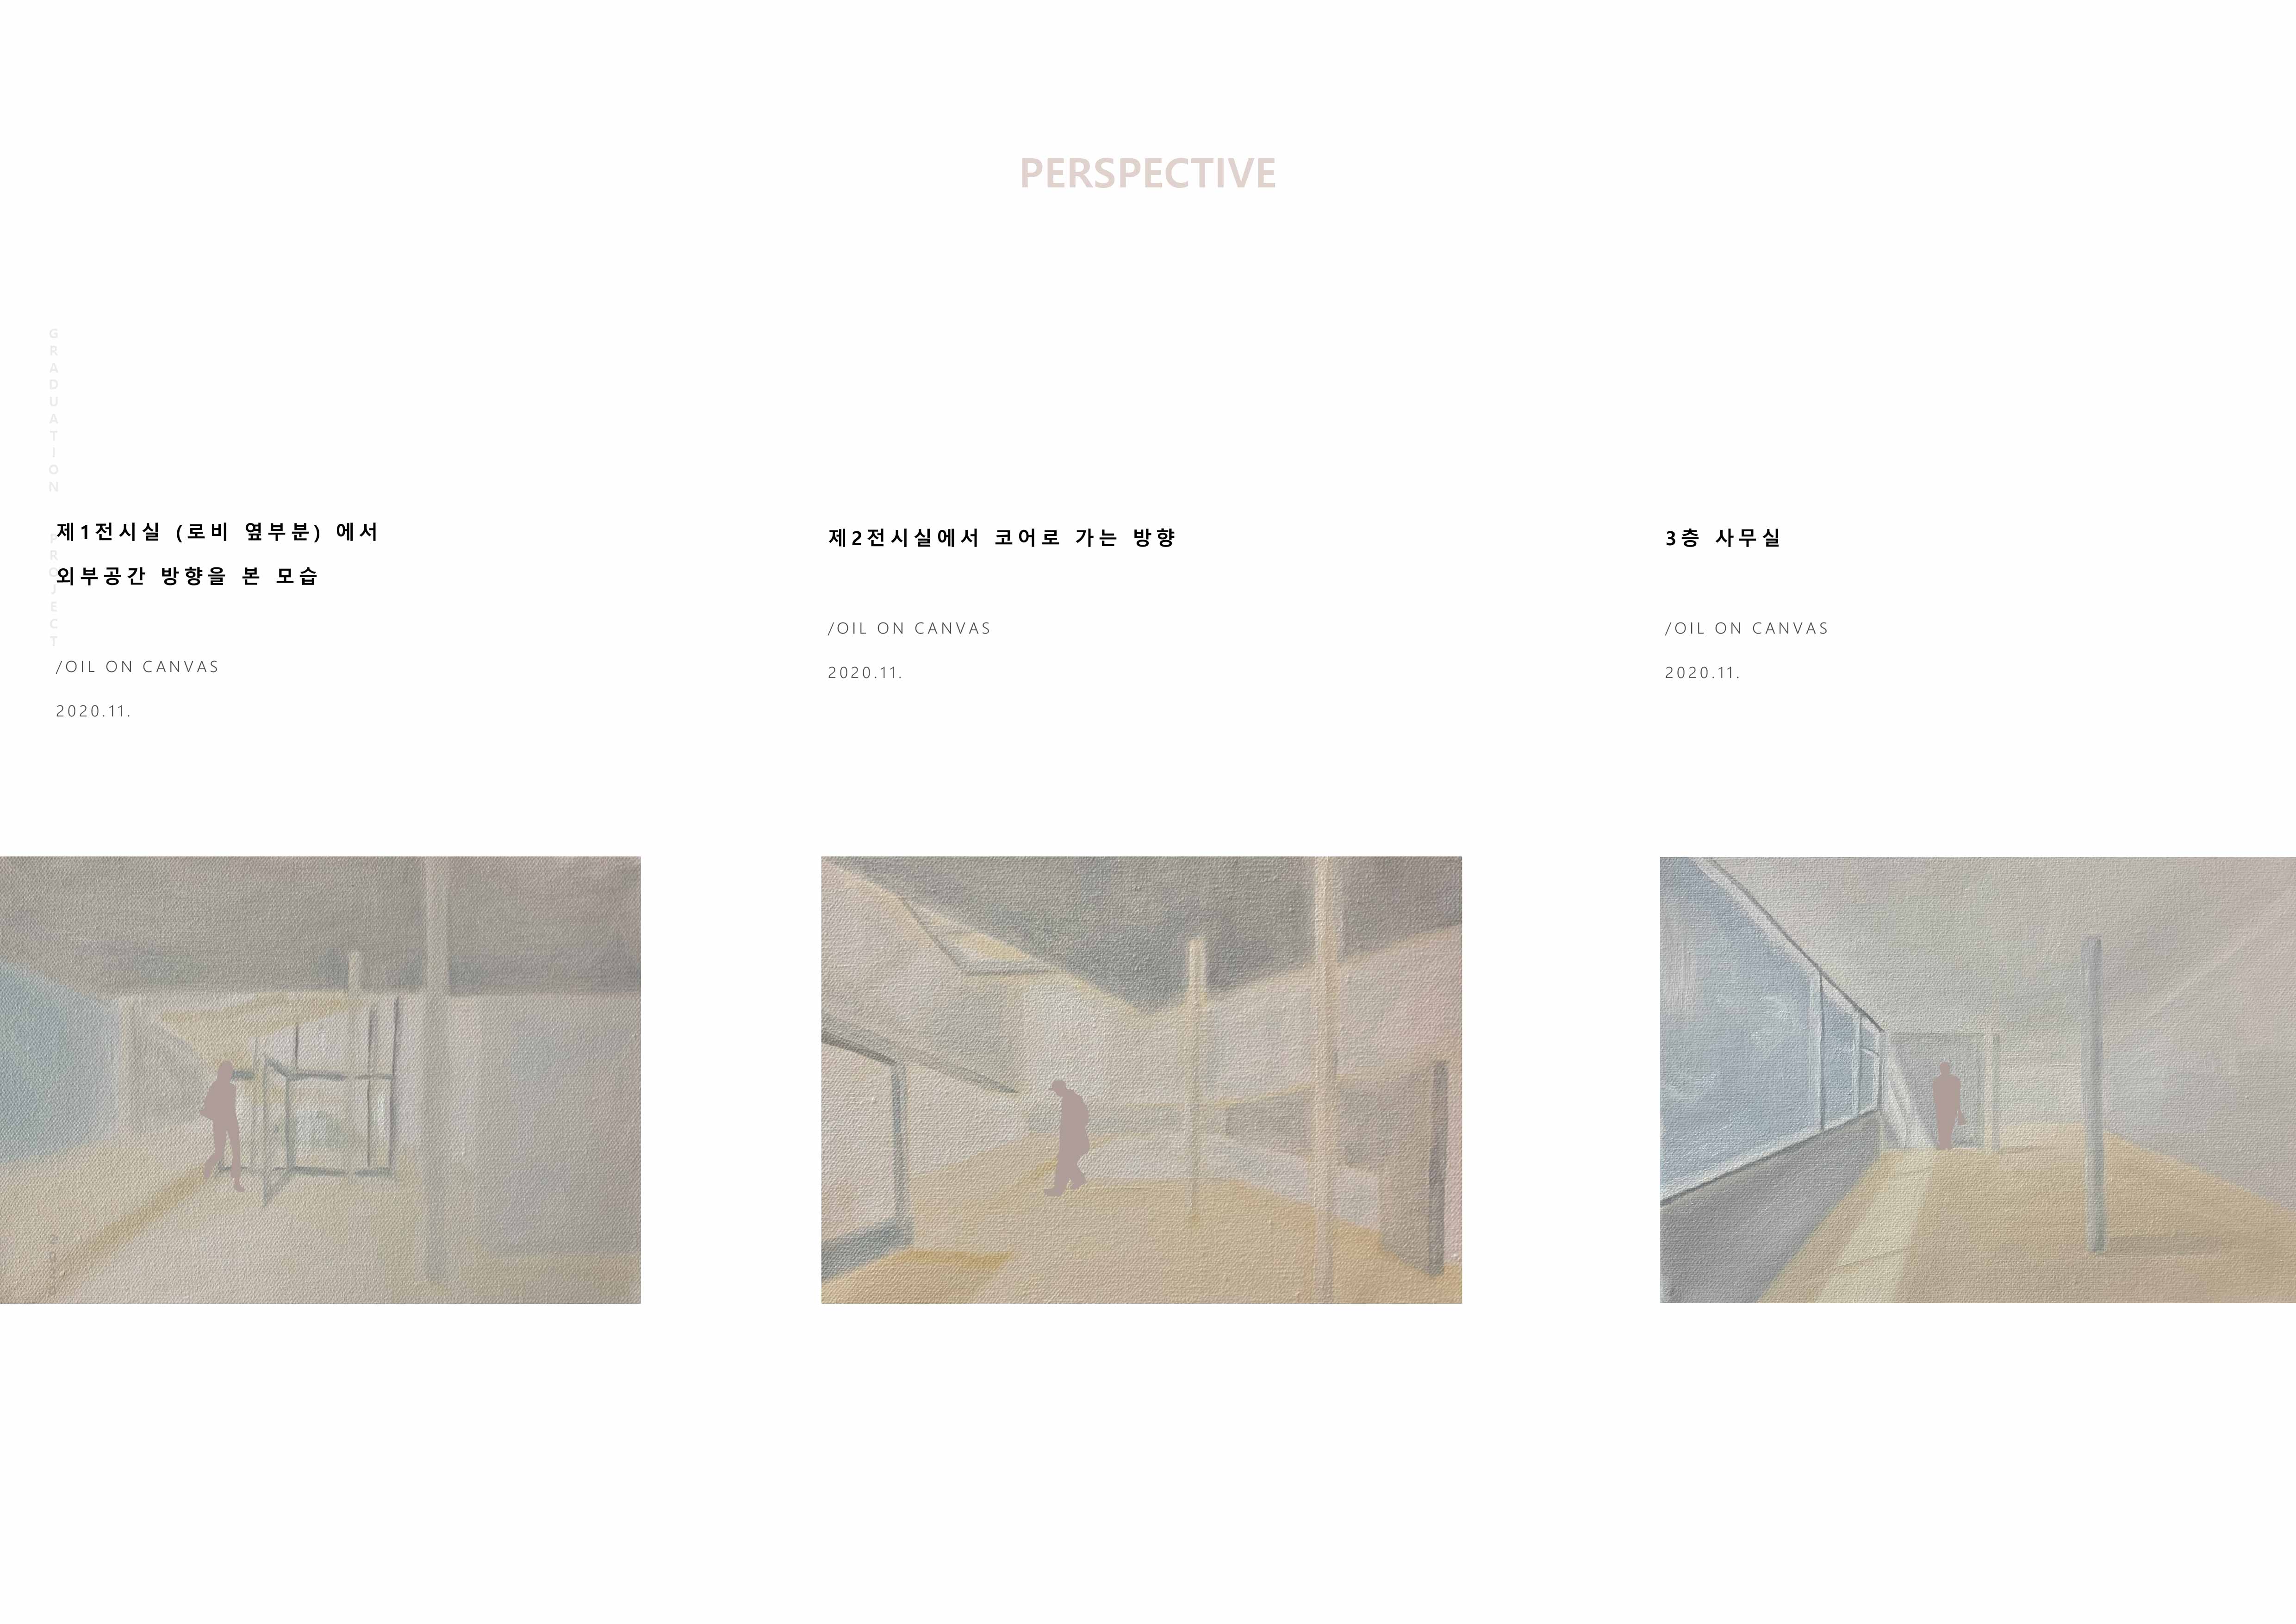 PERSPECTIVE
GRADUATION PROJECT
제1전시실 (로비 옆부분) 에서
외부공간 방향을 본 모습
/OIL ON CANVAS
2020.11.
제2전시실에서 코어로 가는 방향
/OIL ON CANVAS
2020.11.
3층 사무실
/OIL ON CANVAS
2020.11.